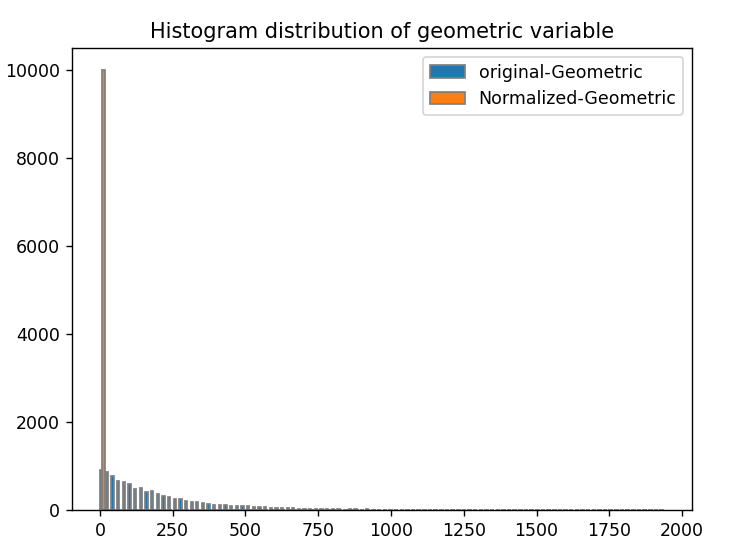 Histogram distribution of geometric variable
10000
8000
6000
4000
2000
0
original-Geometric
Normalized-Geometric
0 250 500 750 1000 1250 1500 1750 2000